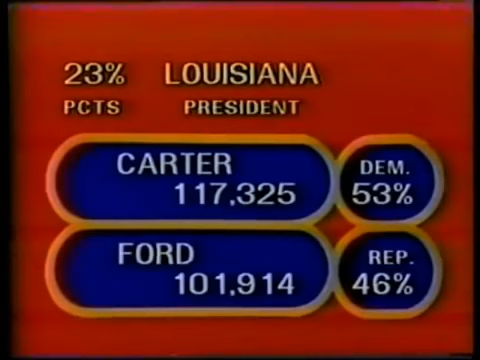 23% LOUISIANA
PCTS PRESIDENT
CARTER DEM.
117,325 53%
FORD REP.
101,914 46%